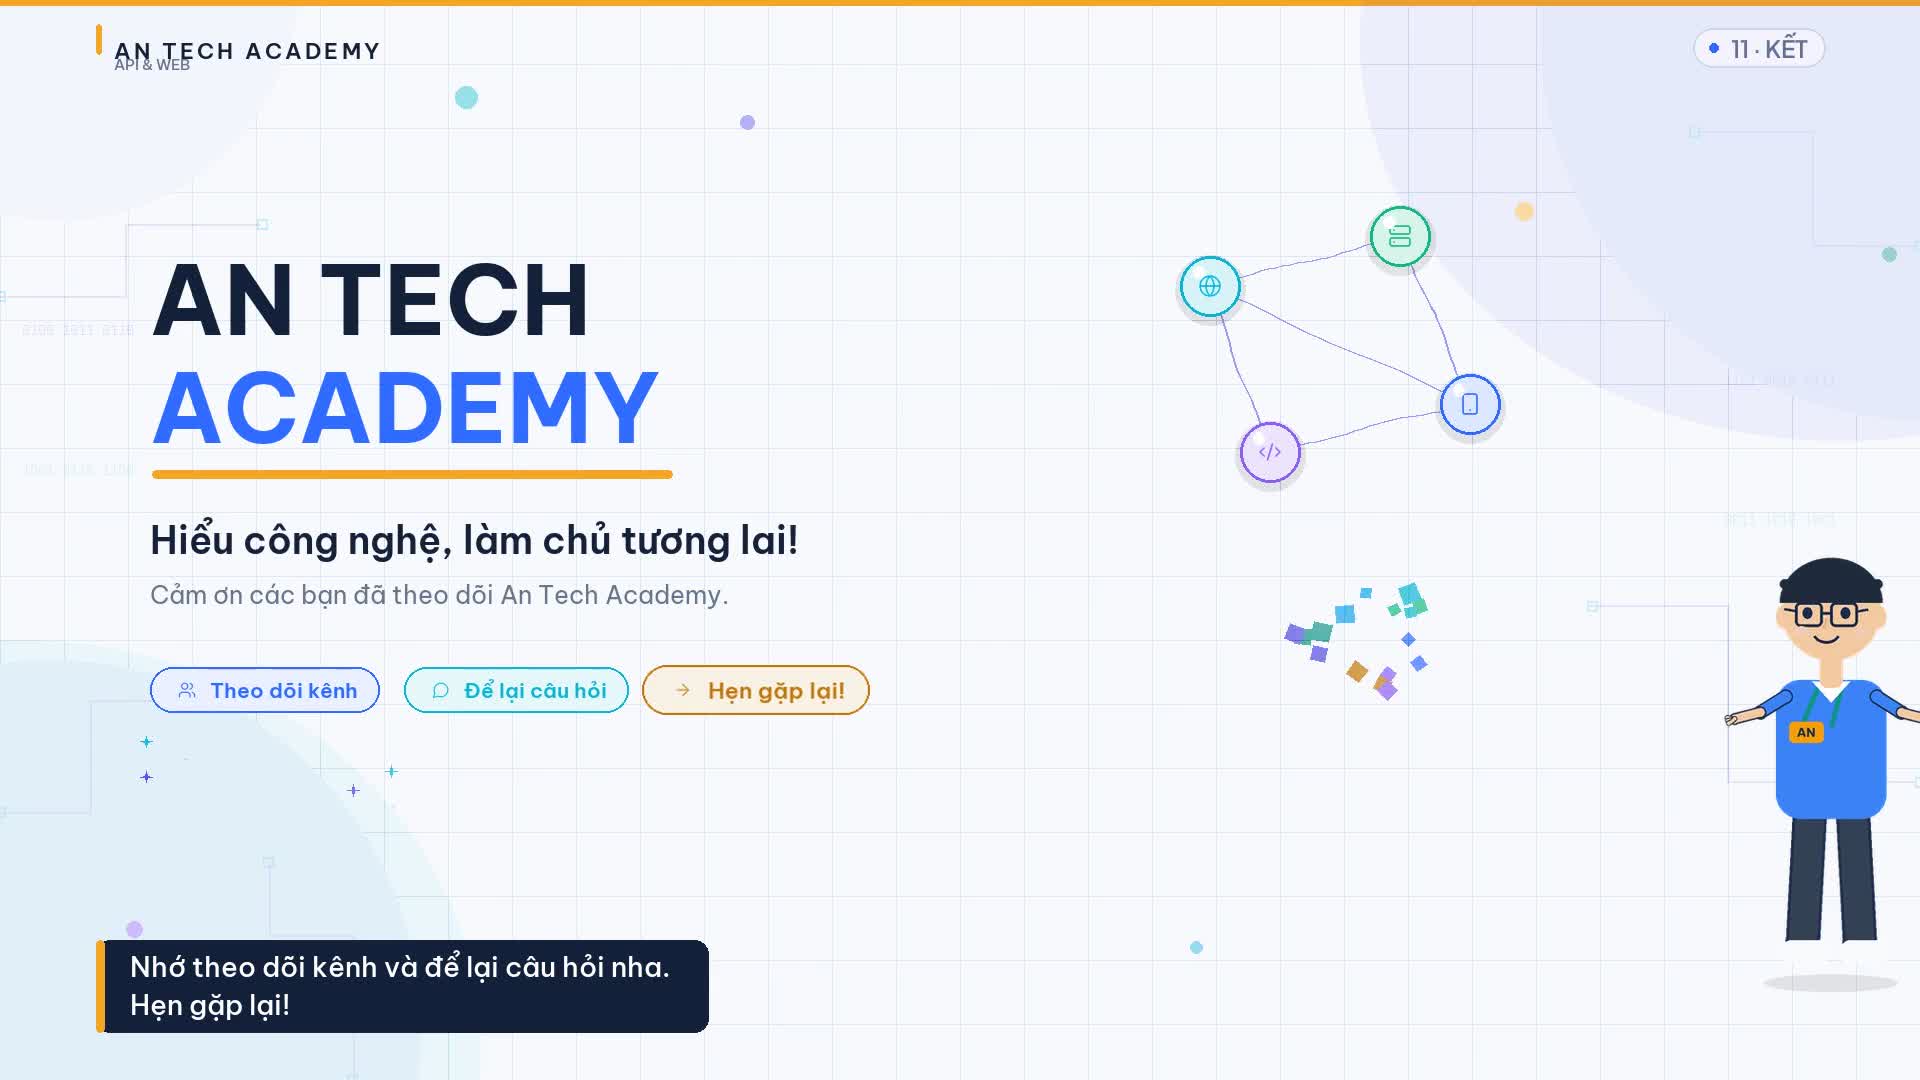 AN TECH ACADEMY
API & WEB
11 · KẾT
AN TECH
ACADEMY
Hiểu công nghệ, làm chủ tương lai!
Cảm ơn các bạn đã theo dõi An Tech Academy.
Theo dõi kênh
Để lại câu hỏi
Hẹn gặp lại!
AN
Nhớ theo dõi kênh và để lại câu hỏi nha.
Hẹn gặp lại!